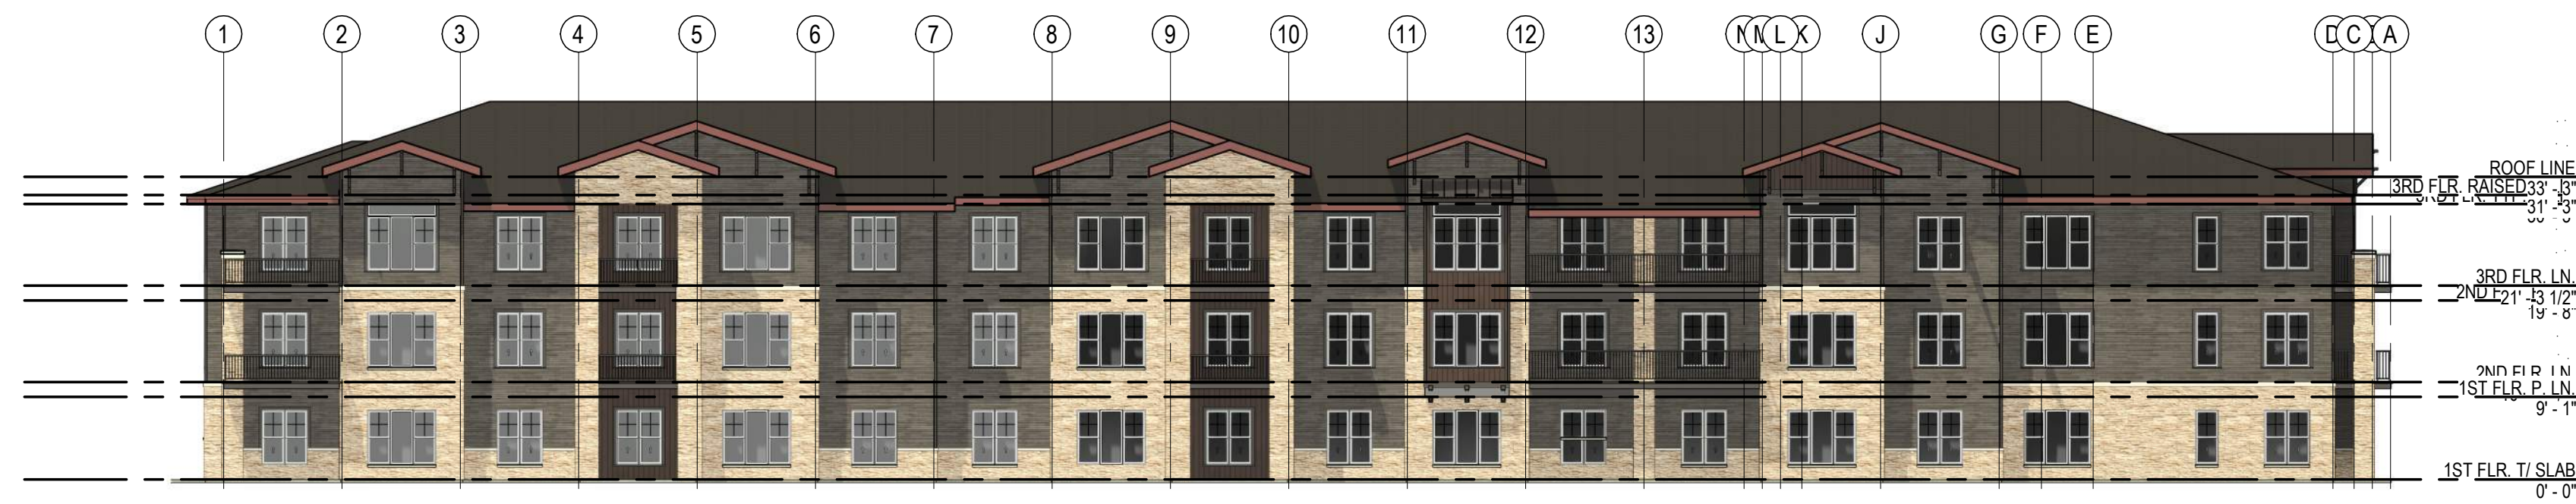 1 2 3 4 5 6 7 8 9 10 11 12 13 N M L K J G F E D C A
ROOF LINE
33' - 3"
3RD FLR. RAISED
31' - 3"
3RD FLR. LN.
21' - 3 1/2"
19' - 8"
2ND FLR. LN.
1ST FLR. P. LN.
9' - 1"
1ST FLR. T/ SLAB
0' - 0"